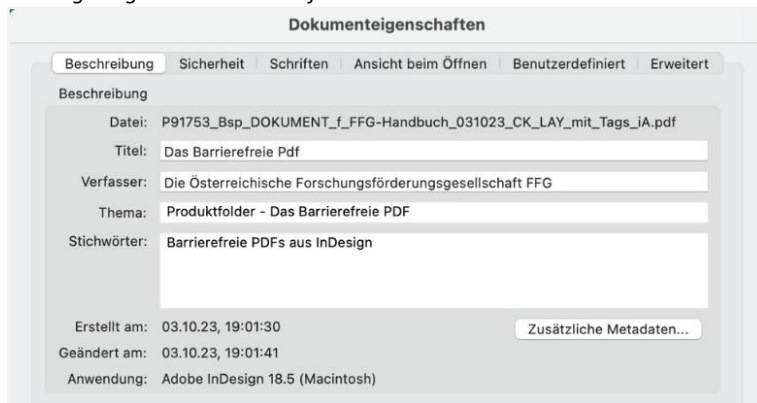 Dokumenteigenschaften
Beschreibung Sicherheit Schriften Ansicht beim Öffnen Benutzerdefiniert Erweitert
Beschreibung
Datei: P91753_Bsp_DOKUMENT_f_FFG-Handbuch_031023_CK_LAY_mit_Tags_iA.pdf
Titel: Das Barrierefreie Pdf
Verfasser: Die Österreichische Forschungsförderungsgesellschaft FFG
Thema: Produktfolder - Das Barrierefreie PDF
Stichwörter: Barrierefreie PDFs aus InDesign
Erstellt am: 03.10.23, 19:01:30 Zusätzliche Metadaten...
Geändert am: 03.10.23, 19:01:41
Anwendung: Adobe InDesign 18.5 (Macintosh)